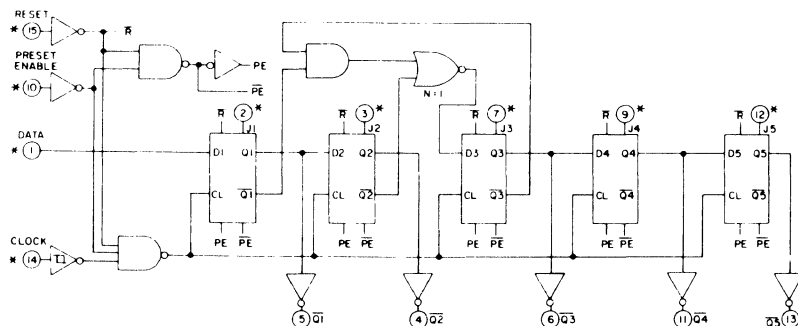 RESET
* 15
R̅
PRESET
ENABLE
* 10
PE
P̅E̅
DATA
* 1
CLOCK
* 14
N=1
R̅ 2 *
J1
D1 Q1
CL Q̅1̅
PE P̅E̅
R̅ 3 *
J2
D2 Q2
CL Q̅2̅
PE P̅E̅
R̅ 7 *
J3
D3 Q3
CL Q̅3̅
PE P̅E̅
R̅ 9 *
J4
D4 Q4
CL Q̅4̅
PE P̅E̅
R̅ 12 *
J5
D5 Q5
CL Q̅5̅
PE P̅E̅
5 Q̅1̅
4 Q̅2̅
6 Q̅3̅
11 Q̅4̅
Q̅5̅ 13